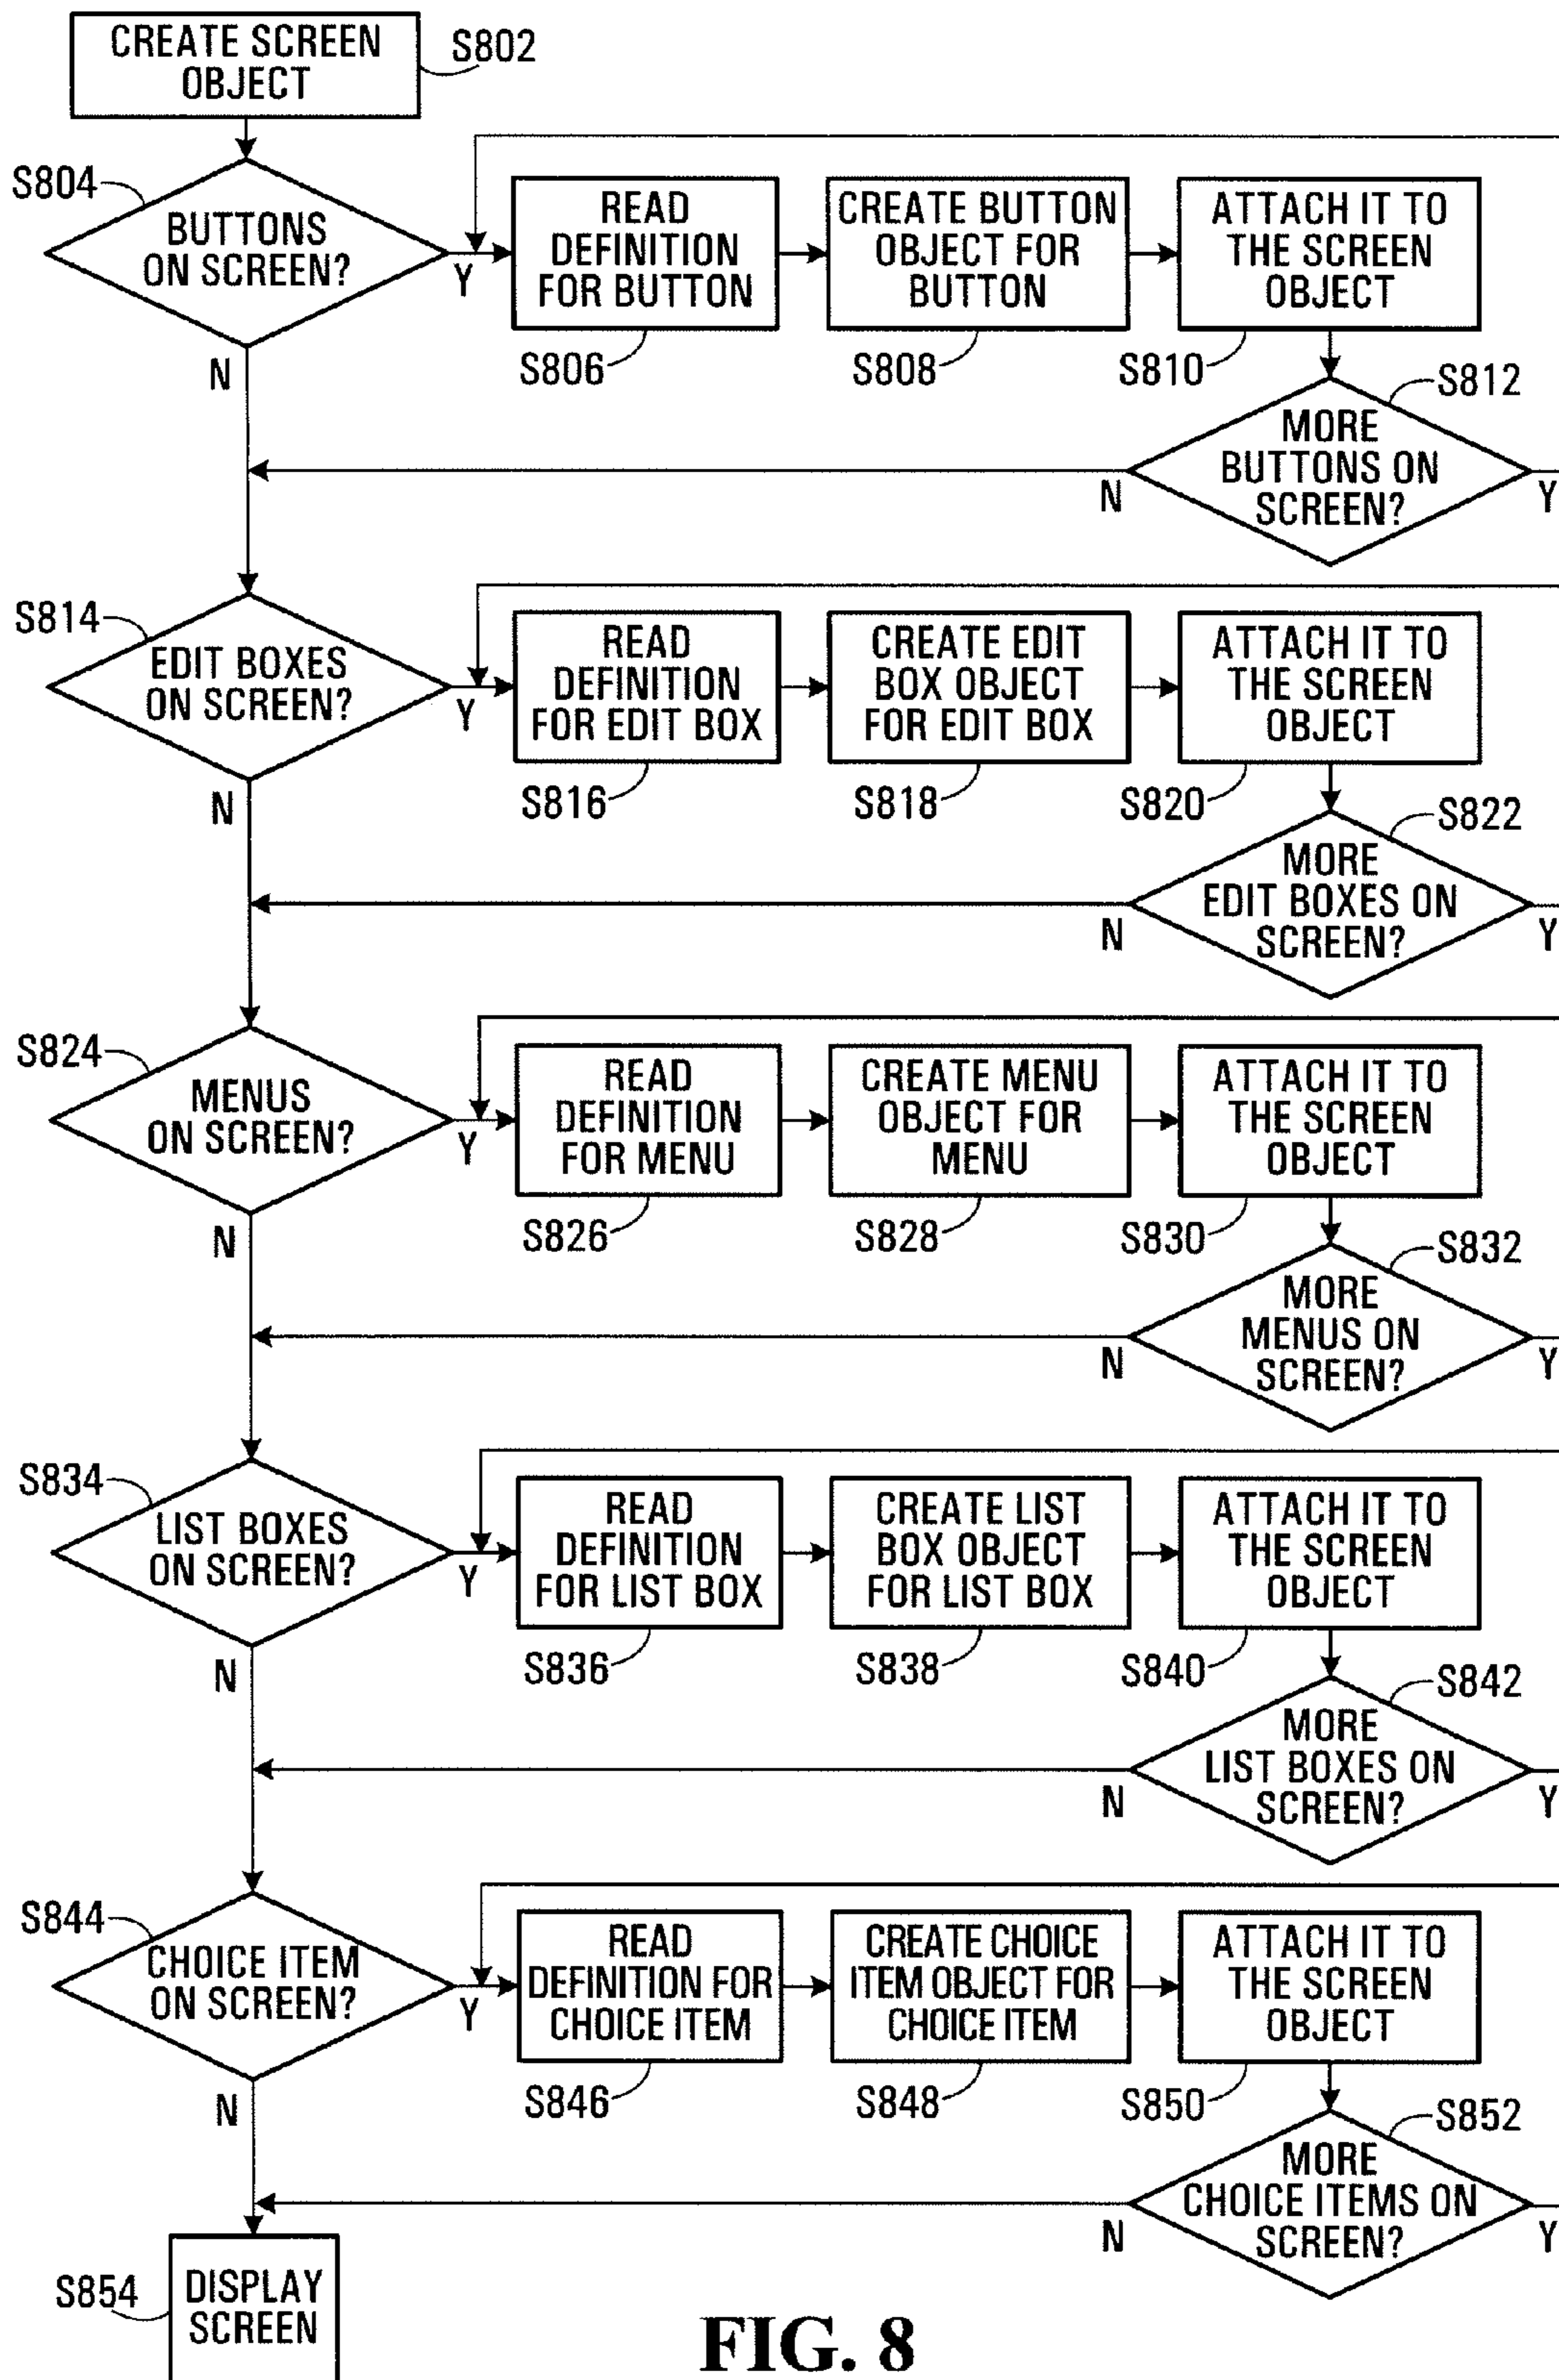 CREATE SCREEN
OBJECT
S802
S804
BUTTONS
ON SCREEN?
Y
N
READ
DEFINITION
FOR BUTTON
S806
CREATE BUTTON
OBJECT FOR
BUTTON
S808
ATTACH IT TO
THE SCREEN
OBJECT
S810
S812
MORE
BUTTONS ON
SCREEN?
N
Y
S814
EDIT BOXES
ON SCREEN?
Y
N
READ
DEFINITION
FOR EDIT BOX
S816
CREATE EDIT
BOX OBJECT
FOR EDIT BOX
S818
ATTACH IT TO
THE SCREEN
OBJECT
S820
S822
MORE
EDIT BOXES ON
SCREEN?
N
Y
S824
MENUS
ON SCREEN?
Y
N
READ
DEFINITION
FOR MENU
S826
CREATE MENU
OBJECT FOR
MENU
S828
ATTACH IT TO
THE SCREEN
OBJECT
S830
S832
MORE
MENUS ON
SCREEN?
N
Y
S834
LIST BOXES
ON SCREEN?
Y
N
READ
DEFINITION
FOR LIST BOX
S836
CREATE LIST
BOX OBJECT
FOR LIST BOX
S838
ATTACH IT TO
THE SCREEN
OBJECT
S840
S842
MORE
LIST BOXES ON
SCREEN?
N
Y
S844
CHOICE ITEM
ON SCREEN?
Y
N
READ
DEFINITION FOR
CHOICE ITEM
S846
CREATE CHOICE
ITEM OBJECT FOR
CHOICE ITEM
S848
ATTACH IT TO
THE SCREEN
OBJECT
S850
S852
MORE
CHOICE ITEMS ON
SCREEN?
N
Y
S854
DISPLAY
SCREEN
FIG. 8